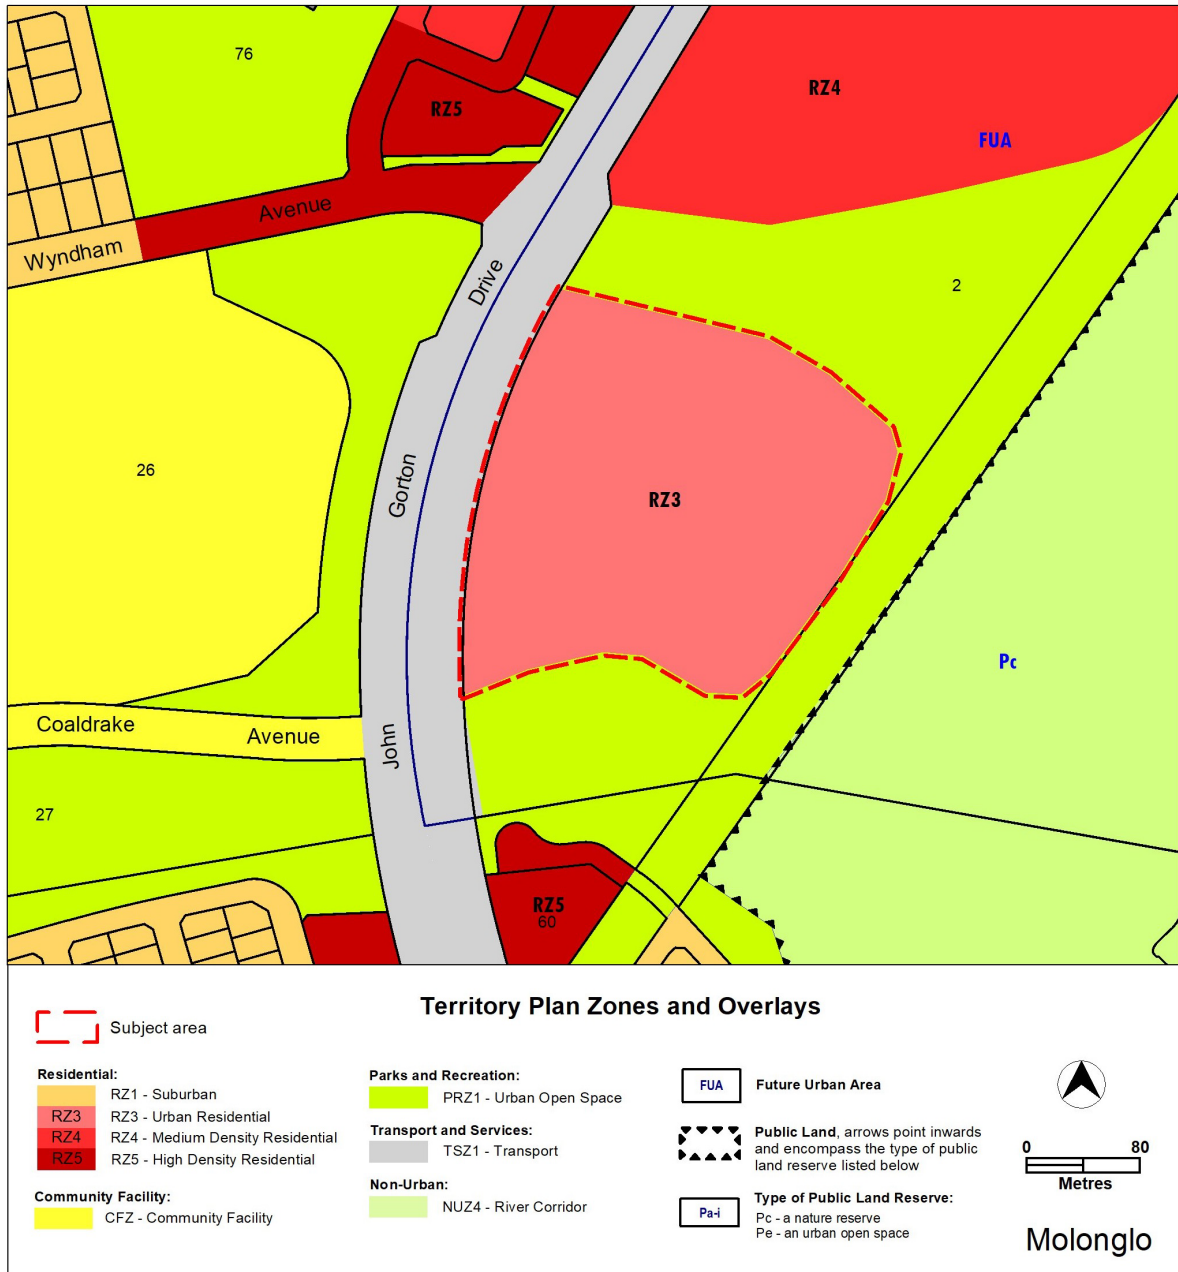 76
RZ5
RZ4
FUA
Avenue
Wyndham
Drive
2
26
Gorton
RZ3
Pc
Coaldrake
Avenue
John
27
RZ5
60
Territory Plan Zones and Overlays
Subject area
Residential:
RZ1 - Suburban
RZ3 RZ3 - Urban Residential
RZ4 RZ4 - Medium Density Residential
RZ5 RZ5 - High Density Residential
Community Facility:
CFZ - Community Facility
Parks and Recreation:
PRZ1 - Urban Open Space
Transport and Services:
TSZ1 - Transport
Non-Urban:
NUZ4 - River Corridor
FUA Future Urban Area
Public Land, arrows point inwards
and encompass the type of public
land reserve listed below
Pa-i
Type of Public Land Reserve:
Pc - a nature reserve
Pe - an urban open space
0 80
Metres
Molonglo